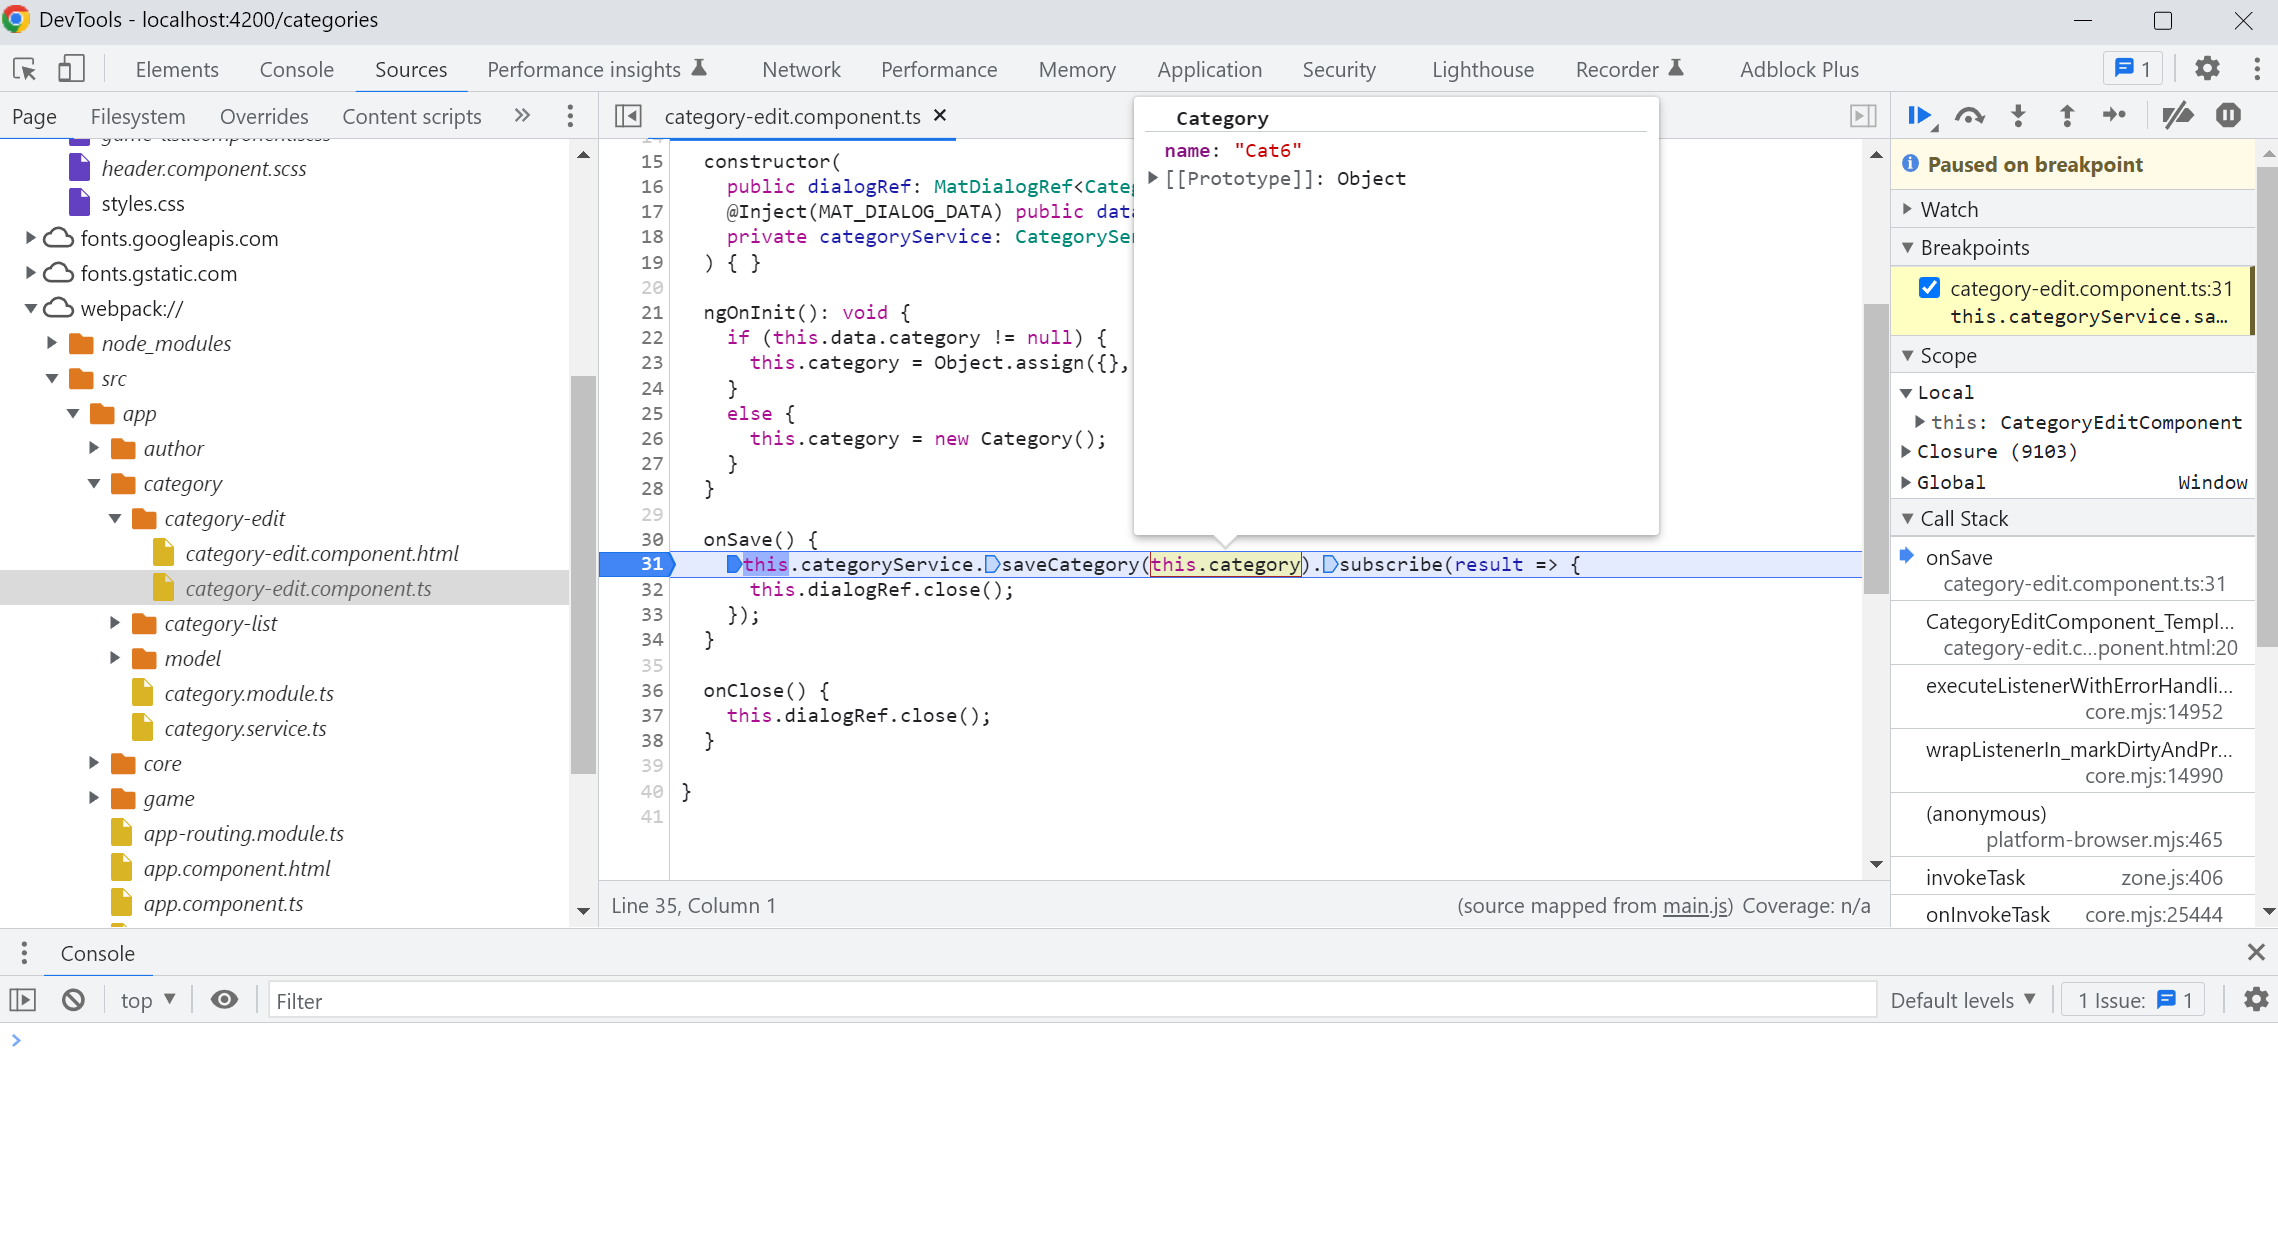 DevTools - localhost:4200/categories
Elements Console Sources Performance insights Network Performance Memory Application Security Lighthouse Recorder Adblock Plus 1
Page Filesystem Overrides Content scripts »
category-edit.component.ts ×
header.component.scss
styles.css
fonts.googleapis.com
fonts.gstatic.com
webpack://
node_modules
src
app
author
category
category-edit
category-edit.component.html
category-edit.component.ts
category-list
model
category.module.ts
category.service.ts
core
game
app-routing.module.ts
app.component.html
app.component.ts
15 constructor(
16 public dialogRef: MatDialogRef<Categ
17 @Inject(MAT_DIALOG_DATA) public data
18 private categoryService: CategorySer
19 ) { }
20
21 ngOnInit(): void {
22 if (this.data.category != null) {
23 this.category = Object.assign({},
24 }
25 else {
26 this.category = new Category();
27 }
28 }
29
30 onSave() {
31 this.categoryService.saveCategory(this.category).subscribe(result => {
32 this.dialogRef.close();
33 });
34 }
35
36 onClose() {
37 this.dialogRef.close();
38 }
39
40 }
41
Category
name: "Cat6"
[[Prototype]]: Object
Line 35, Column 1 (source mapped from main.js) Coverage: n/a
Paused on breakpoint
Watch
Breakpoints
category-edit.component.ts:31
this.categoryService.sa…
Scope
Local
this: CategoryEditComponent
Closure (9103)
Global Window
Call Stack
onSave
category-edit.component.ts:31
CategoryEditComponent_Templ…
category-edit.c…ponent.html:20
executeListenerWithErrorHandli…
core.mjs:14952
wrapListenerIn_markDirtyAndPr…
core.mjs:14990
(anonymous)
platform-browser.mjs:465
invokeTask zone.js:406
onInvokeTask core.mjs:25444
Console
top Filter Default levels 1 Issue: 1